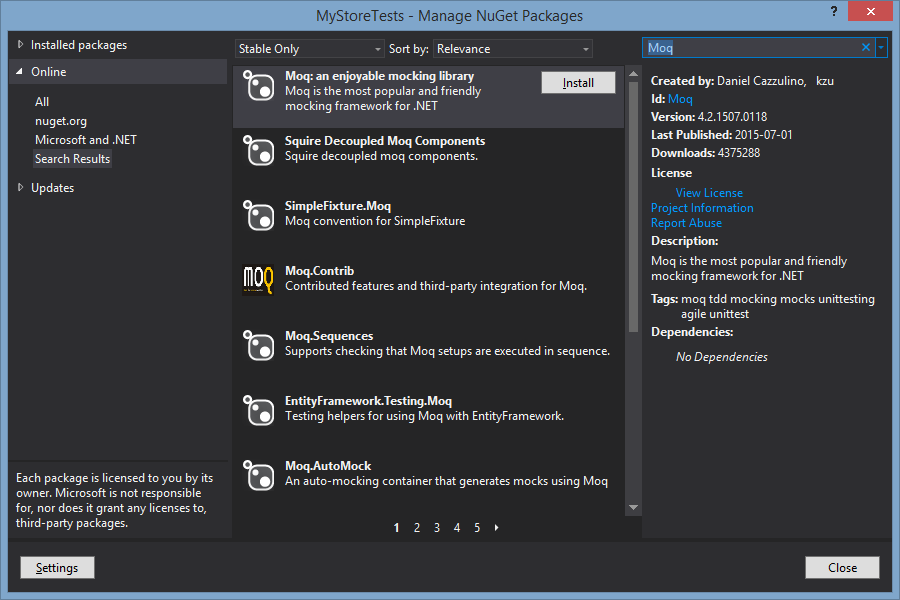 MyStoreTests - Manage NuGet Packages
?
Installed packages
Online
All
nuget.org
Microsoft and .NET
Search Results
Updates
Each package is licensed to you by its
owner. Microsoft is not responsible
for, nor does it grant any licenses to,
third-party packages.
Stable Only
Sort by: Relevance
Moq: an enjoyable mocking library
Moq is the most popular and friendly
mocking framework for .NET
Install
Squire Decoupled Moq Components
Squire decoupled moq components.
SimpleFixture.Moq
Moq convention for SimpleFixture
MOQ
Moq.Contrib
Contributed features and third-party integration for Moq.
Moq.Sequences
Supports checking that Moq setups are executed in sequence.
EntityFramework.Testing.Moq
Testing helpers for using Moq with EntityFramework.
Moq.AutoMock
An auto-mocking container that generates mocks using Moq
1 2 3 4 5
Moq
Created by: Daniel Cazzulino, kzu
Id: Moq
Version: 4.2.1507.0118
Last Published: 2015-07-01
Downloads: 4375288
License
View License
Project Information
Report Abuse
Description:
Moq is the most popular and friendly
mocking framework for .NET
Tags: moq tdd mocking mocks unittesting
agile unittest
Dependencies:
No Dependencies
Settings
Close